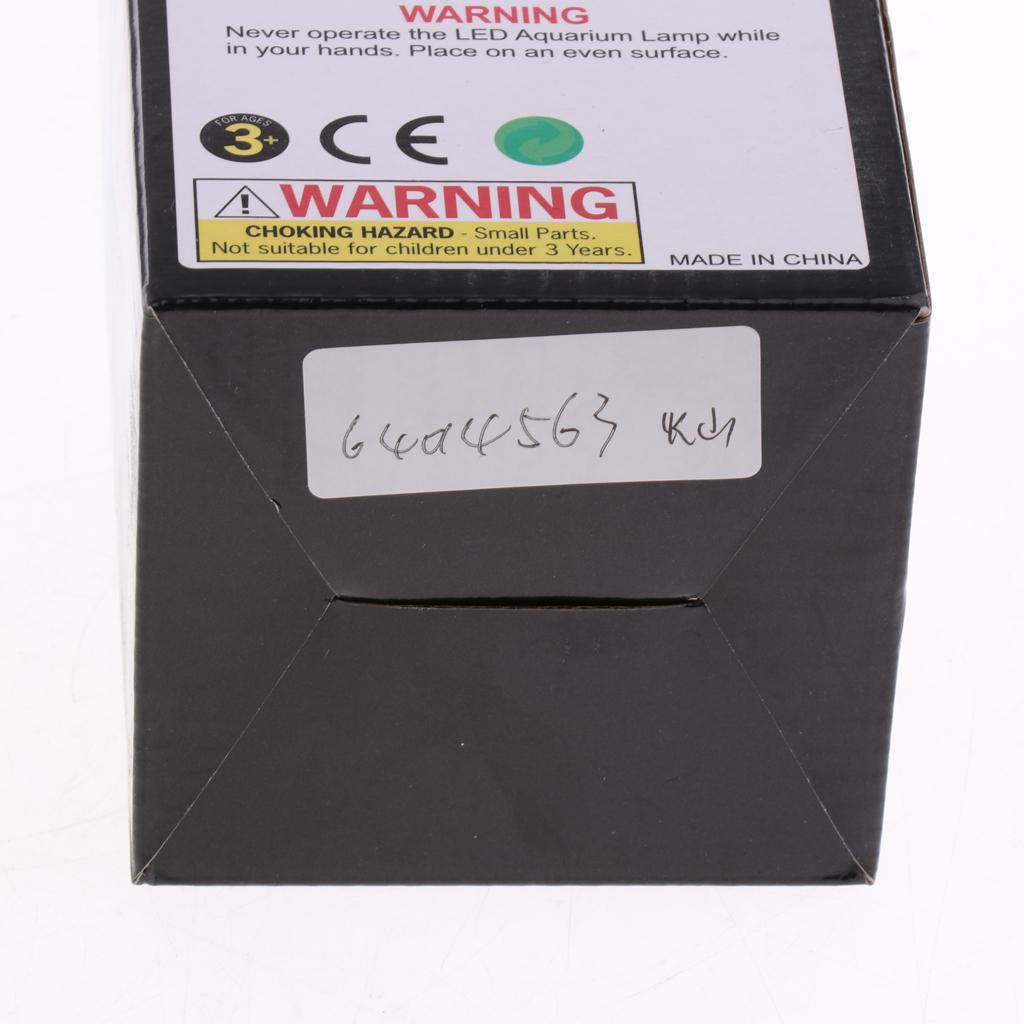 WARNING
Never operate the LED Aquarium Lamp while
in your hands. Place on an even surface.
FOR AGES
3+
CE
WARNING
CHOKING HAZARD - Small Parts.
Not suitable for children under 3 Years.
MADE IN CHINA
64a4563